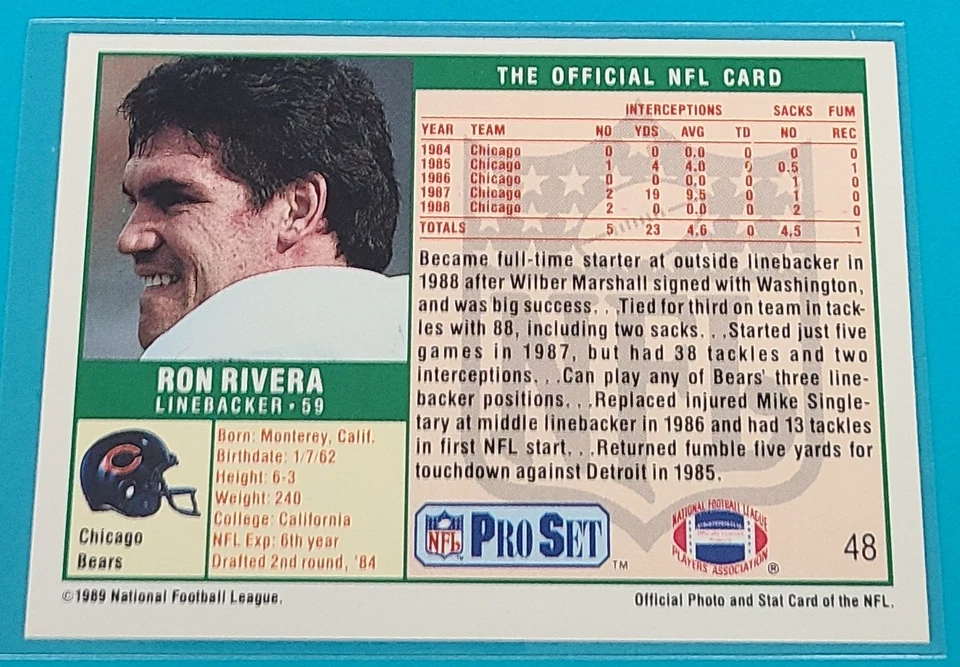 THE OFFICIAL NFL CARD
INTERCEPTIONS SACKS FUM
YEAR TEAM NO YDS AVG TD NO REC
1984 Chicago 0 0 0.0 0 0 0
1985 Chicago 1 4 4.0 0 0.5 1
1986 Chicago 0 0 0.0 0 1 0
1987 Chicago 2 19 9.5 0 1 0
1988 Chicago 2 0 0.0 0 2 0
TOTALS 5 23 4.6 0 4.5 1
Became full-time starter at outside linebacker in
1988 after Wilber Marshall signed with Washington,
and was big success. . .Tied for third on team in tack-
les with 88, including two sacks. . .Started just five
games in 1987, but had 38 tackles and two
interceptions. . .Can play any of Bears' three line-
backer positions. . .Replaced injured Mike Single-
tary at middle linebacker in 1986 and had 13 tackles
in first NFL start. . .Returned fumble five yards for
touchdown against Detroit in 1985.
RON RIVERA
LINEBACKER • 59
Chicago
Bears
Born: Monterey, Calif.
Birthdate: 1/7/62
Height: 6-3
Weight: 240
College: California
NFL Exp: 6th year
Drafted 2nd round, '84
NFL PRO SET TM
NATIONAL FOOTBALL LEAGUE
PLAYERS ASSOCIATION ®
48
©1989 National Football League.
Official Photo and Stat Card of the NFL.